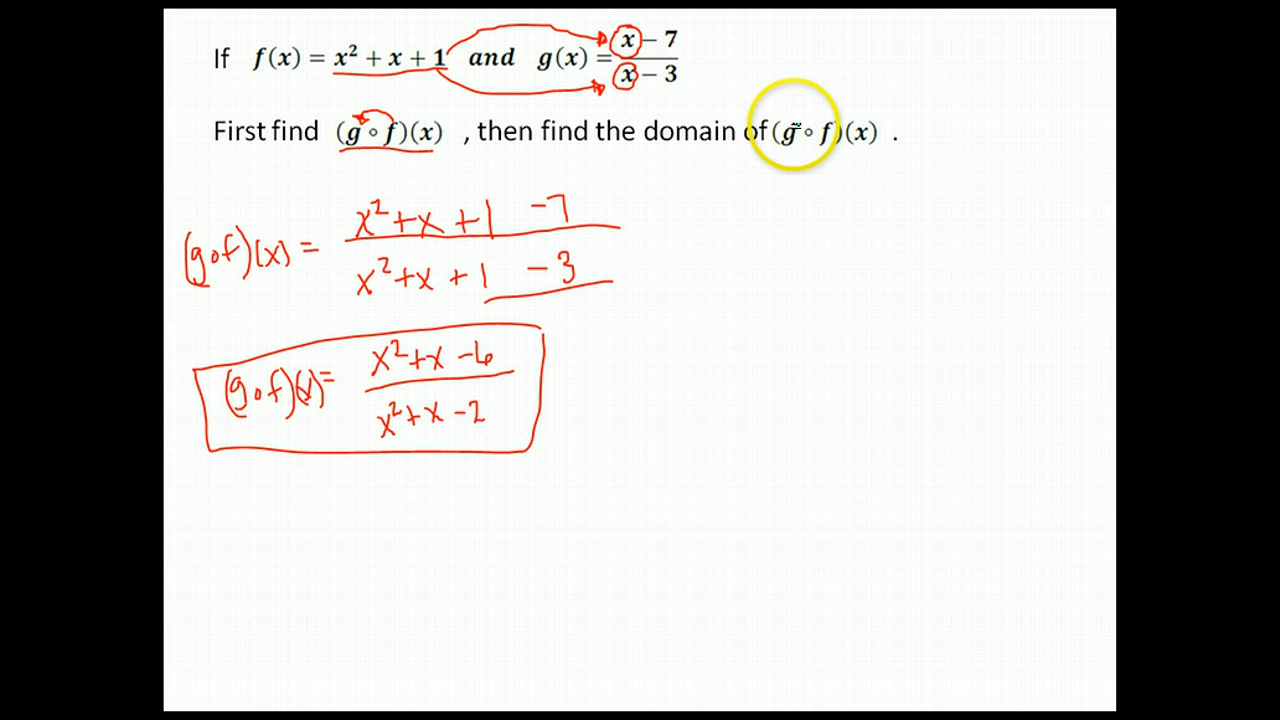 If f(x) = x² + x + 1 and g(x) = (x − 7)/(x − 3)
First find (g ∘ f)(x) , then find the domain of (g ∘ f)(x) .
(g∘f)(x) = (x²+x+1 −7)/(x²+x+1 −3)
(g∘f)(x) = (x²+x−6)/(x²+x−2)